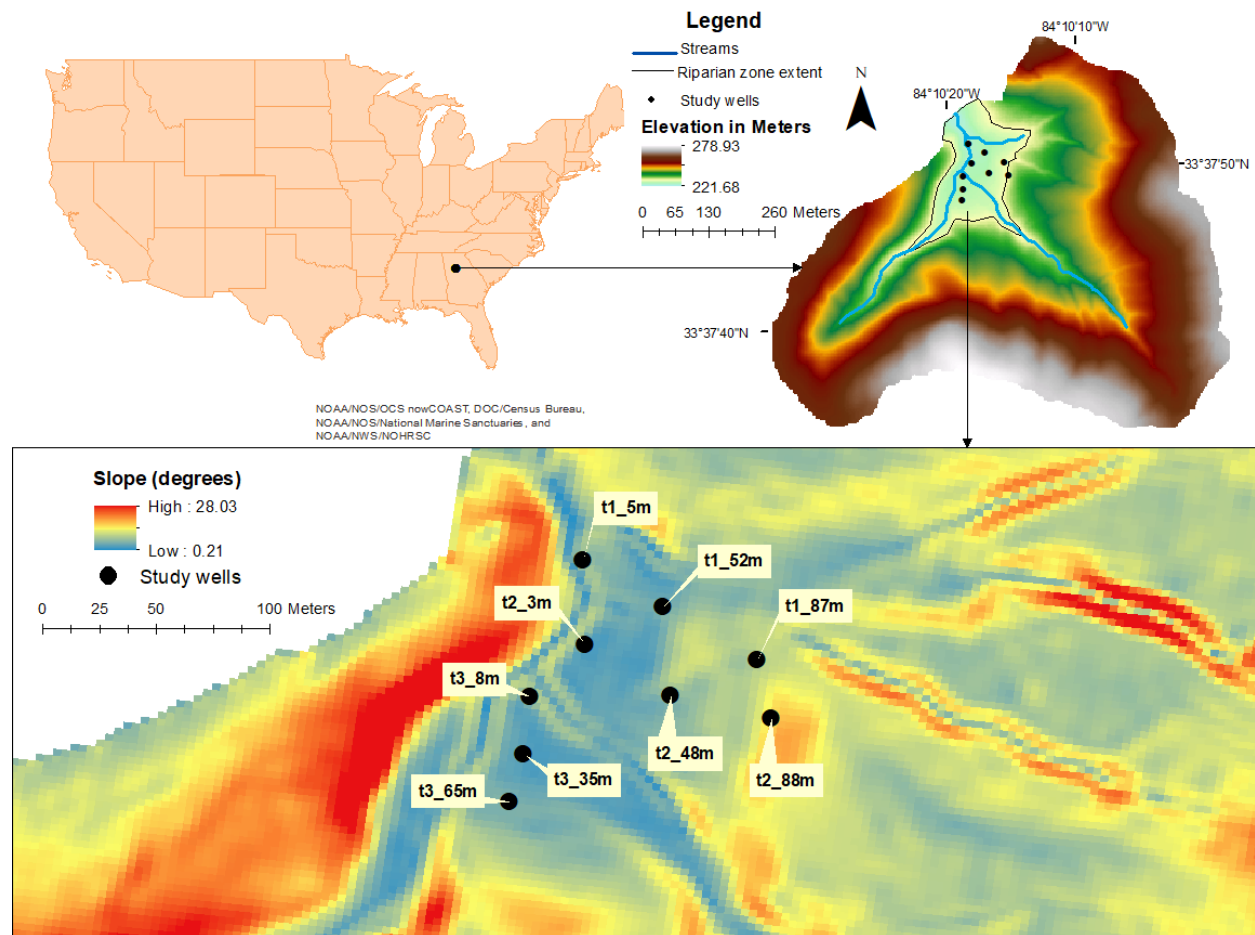 Legend
Streams
Riparian zone extent
Study wells
Elevation in Meters
278.93
221.68
0 65 130 260 Meters
N
84°10'10"W
84°10'20"W
33°37'50"N
33°37'40"N
NOAA/NOS/OCS nowCOAST, DOC/Census Bureau,
NOAA/NOS/National Marine Sanctuaries, and
NOAA/NWS/NOHRSC
Slope (degrees)
High : 28.03
Low : 0.21
Study wells
0 25 50 100 Meters
t1_5m
t1_52m
t2_3m
t1_87m
t3_8m
t2_48m
t3_35m
t2_88m
t3_65m